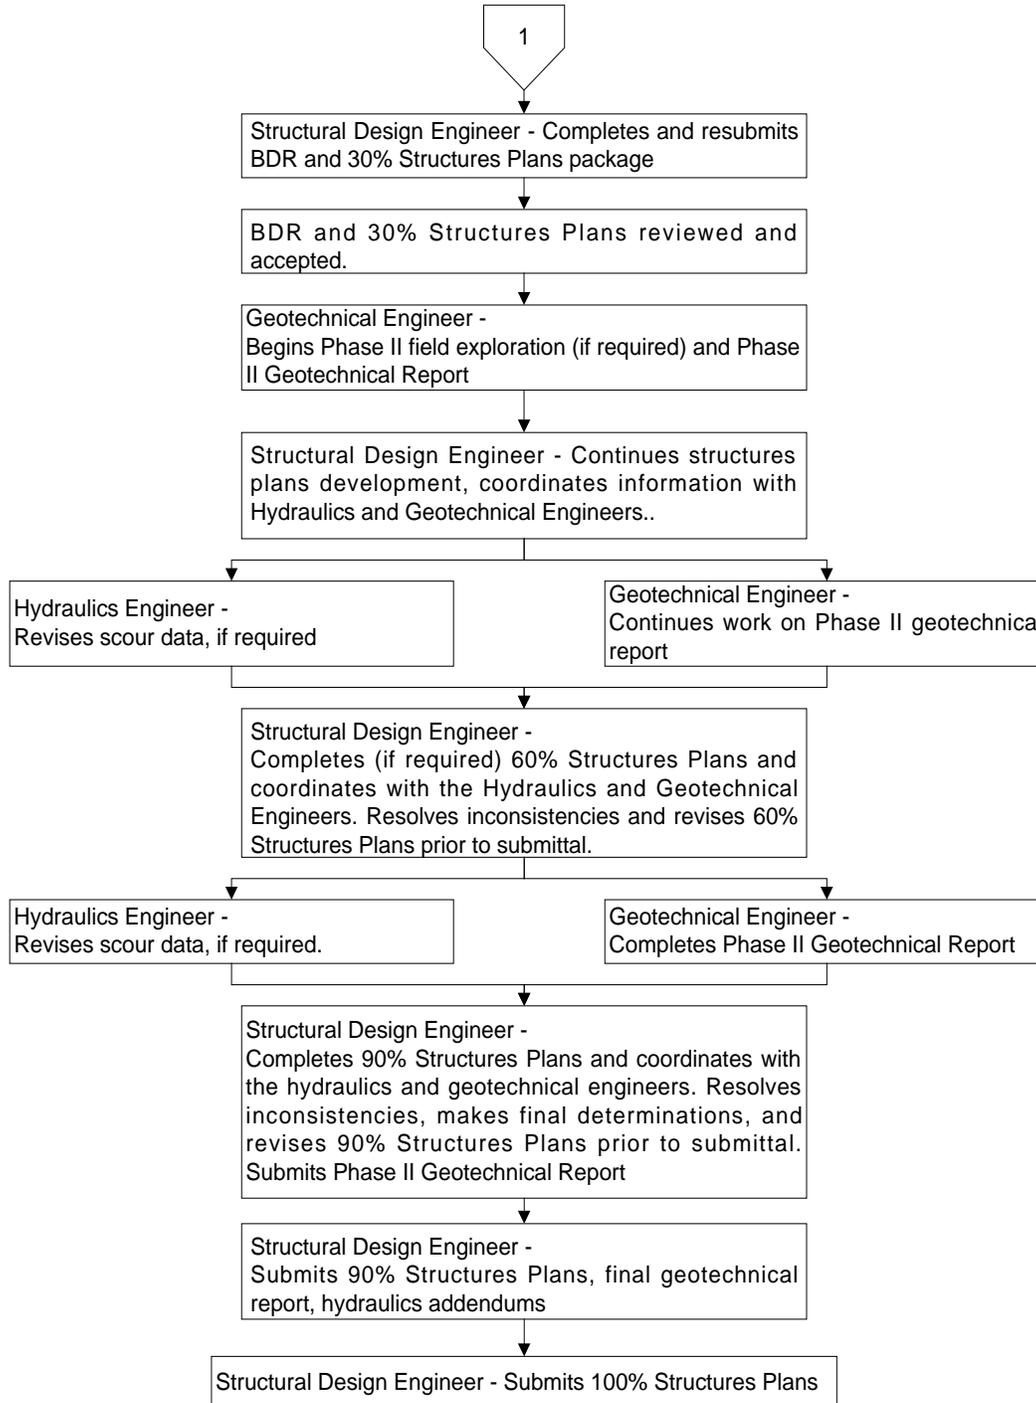 1
Structural Design Engineer - Completes and resubmits
BDR and 30% Structures Plans package
BDR and 30% Structures Plans reviewed and
accepted.
Geotechnical Engineer -
Begins Phase II field exploration (if required) and Phase
II Geotechnical Report
Structural Design Engineer - Continues structures
plans development, coordinates information with
Hydraulics and Geotechnical Engineers..
Hydraulics Engineer -
Revises scour data, if required
Geotechnical Engineer -
Continues work on Phase II geotechnical
report
Structural Design Engineer -
Completes (if required) 60% Structures Plans and
coordinates with the Hydraulics and Geotechnical
Engineers. Resolves inconsistencies and revises 60%
Structures Plans prior to submittal.
Hydraulics Engineer -
Revises scour data, if required.
Geotechnical Engineer -
Completes Phase II Geotechnical Report
Structural Design Engineer -
Completes 90% Structures Plans and coordinates with
the hydraulics and geotechnical engineers. Resolves
inconsistencies, makes final determinations, and
revises 90% Structures Plans prior to submittal.
Submits Phase II Geotechnical Report
Structural Design Engineer -
Submits 90% Structures Plans, final geotechnical
report, hydraulics addendums
Structural Design Engineer - Submits 100% Structures Plans